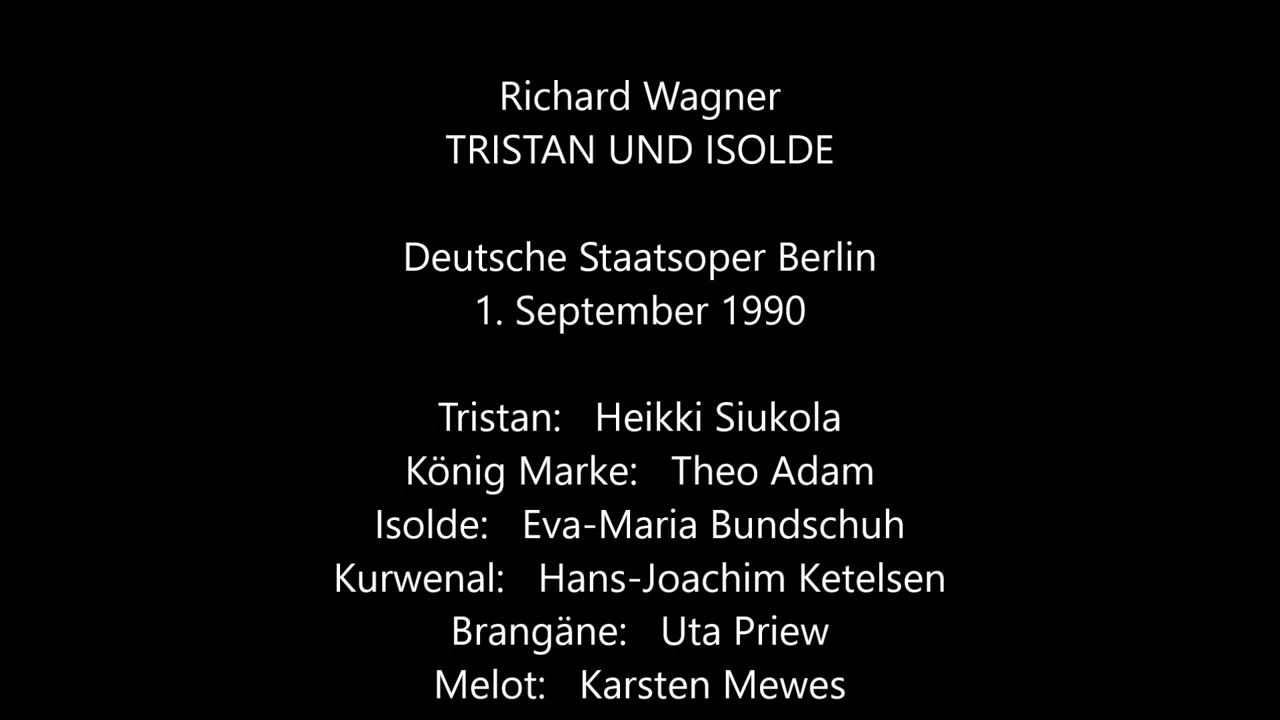 Richard Wagner
TRISTAN UND ISOLDE
Deutsche Staatsoper Berlin
1. September 1990
Tristan: Heikki Siukola
König Marke: Theo Adam
Isolde: Eva-Maria Bundschuh
Kurwenal: Hans-Joachim Ketelsen
Brangäne: Uta Priew
Melot: Karsten Mewes